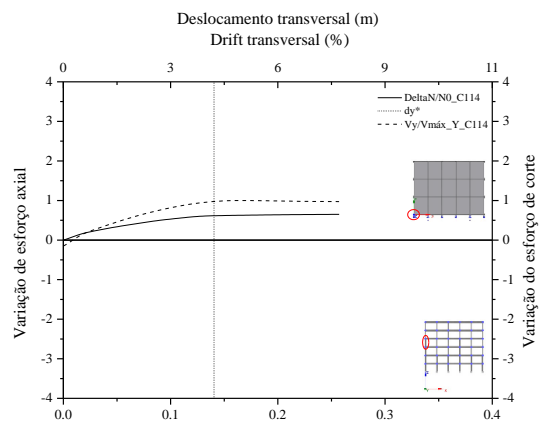 Deslocamento transversal (m)
Drift transversal (%)
0 3 6 8 11
4 4
DeltaN/N0_C114
dy*
Vy/Vmáx_Y_C114
3 3
2 2
1 1
0 0
-1 -1
-2 -2
-3 -3
-4 -4
Variação de esforço axial
Variação do esforço de corte
0.0 0.1 0.2 0.3 0.4